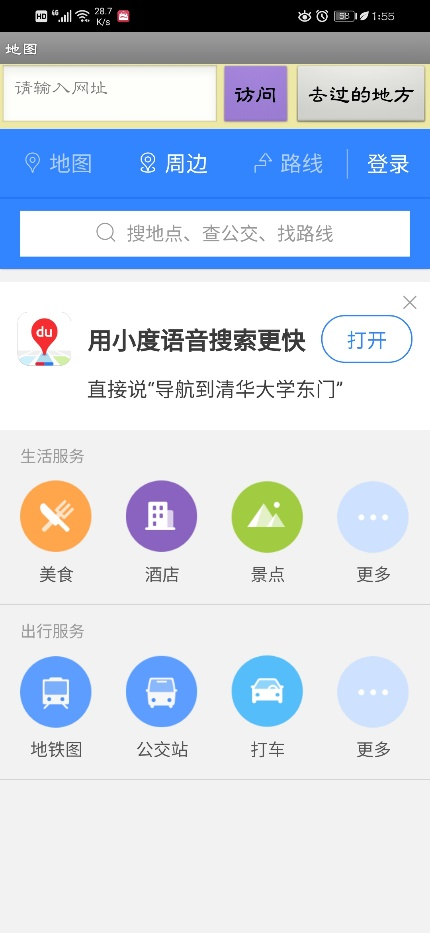 HD 4G 28.7 K/s 58 1:55
地图
请输入网址 访问 去过的地方
地图 周边 路线 登录
搜地点、查公交、找路线
du 用小度语音搜索更快 打开
直接说“导航到清华大学东门”
生活服务
美食 酒店 景点 更多
出行服务
地铁图 公交站 打车 更多